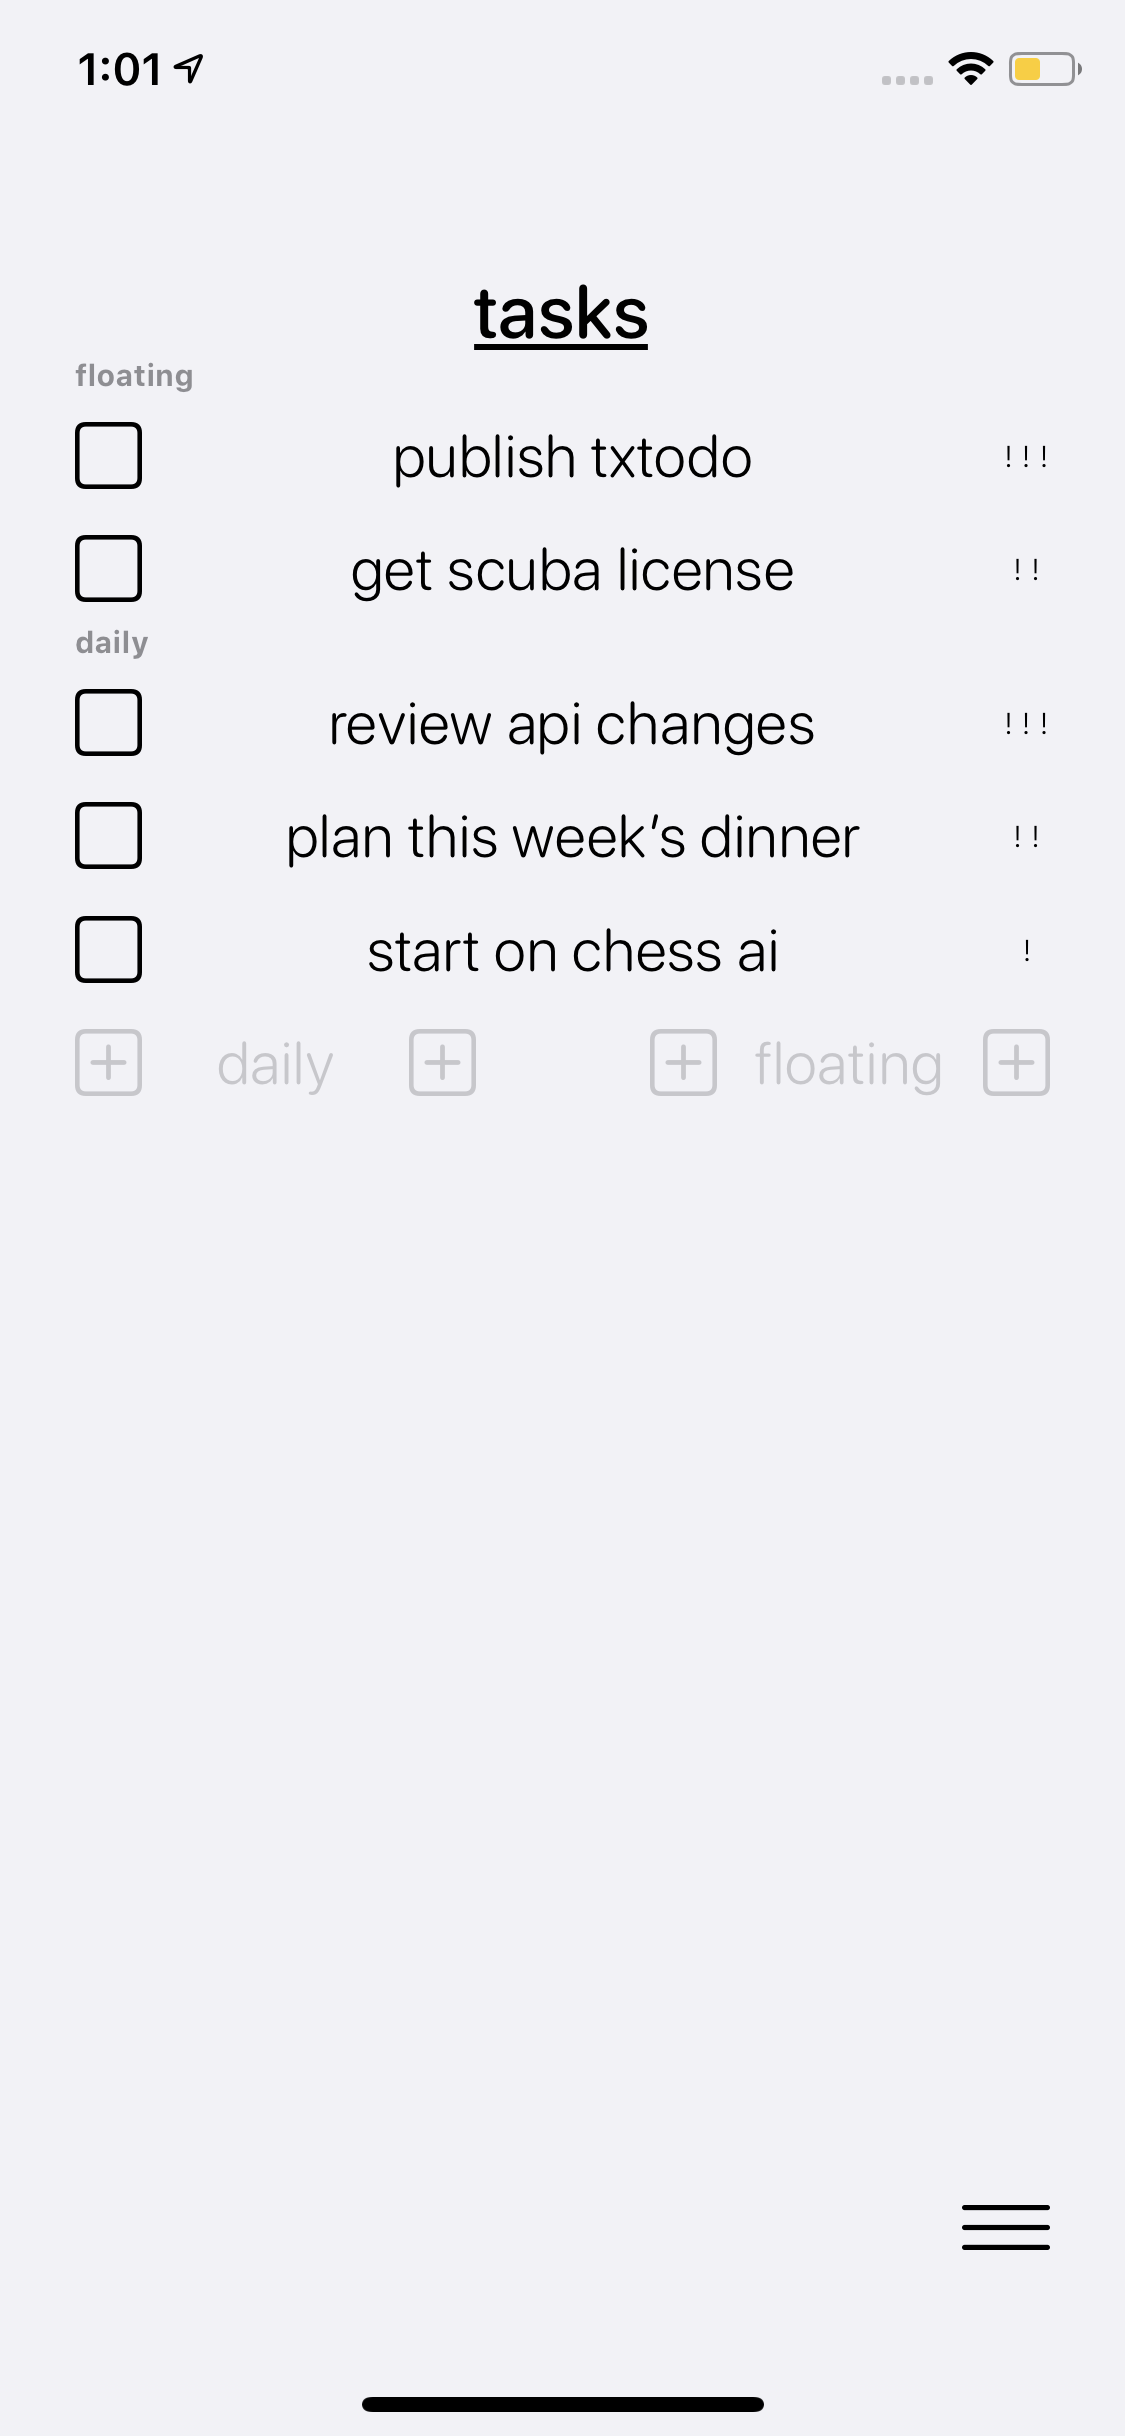 1:01
tasks
floating
publish txtodo !!!
get scuba license !!
daily
review api changes !!!
plan this week’s dinner !!
start on chess ai !
daily floating